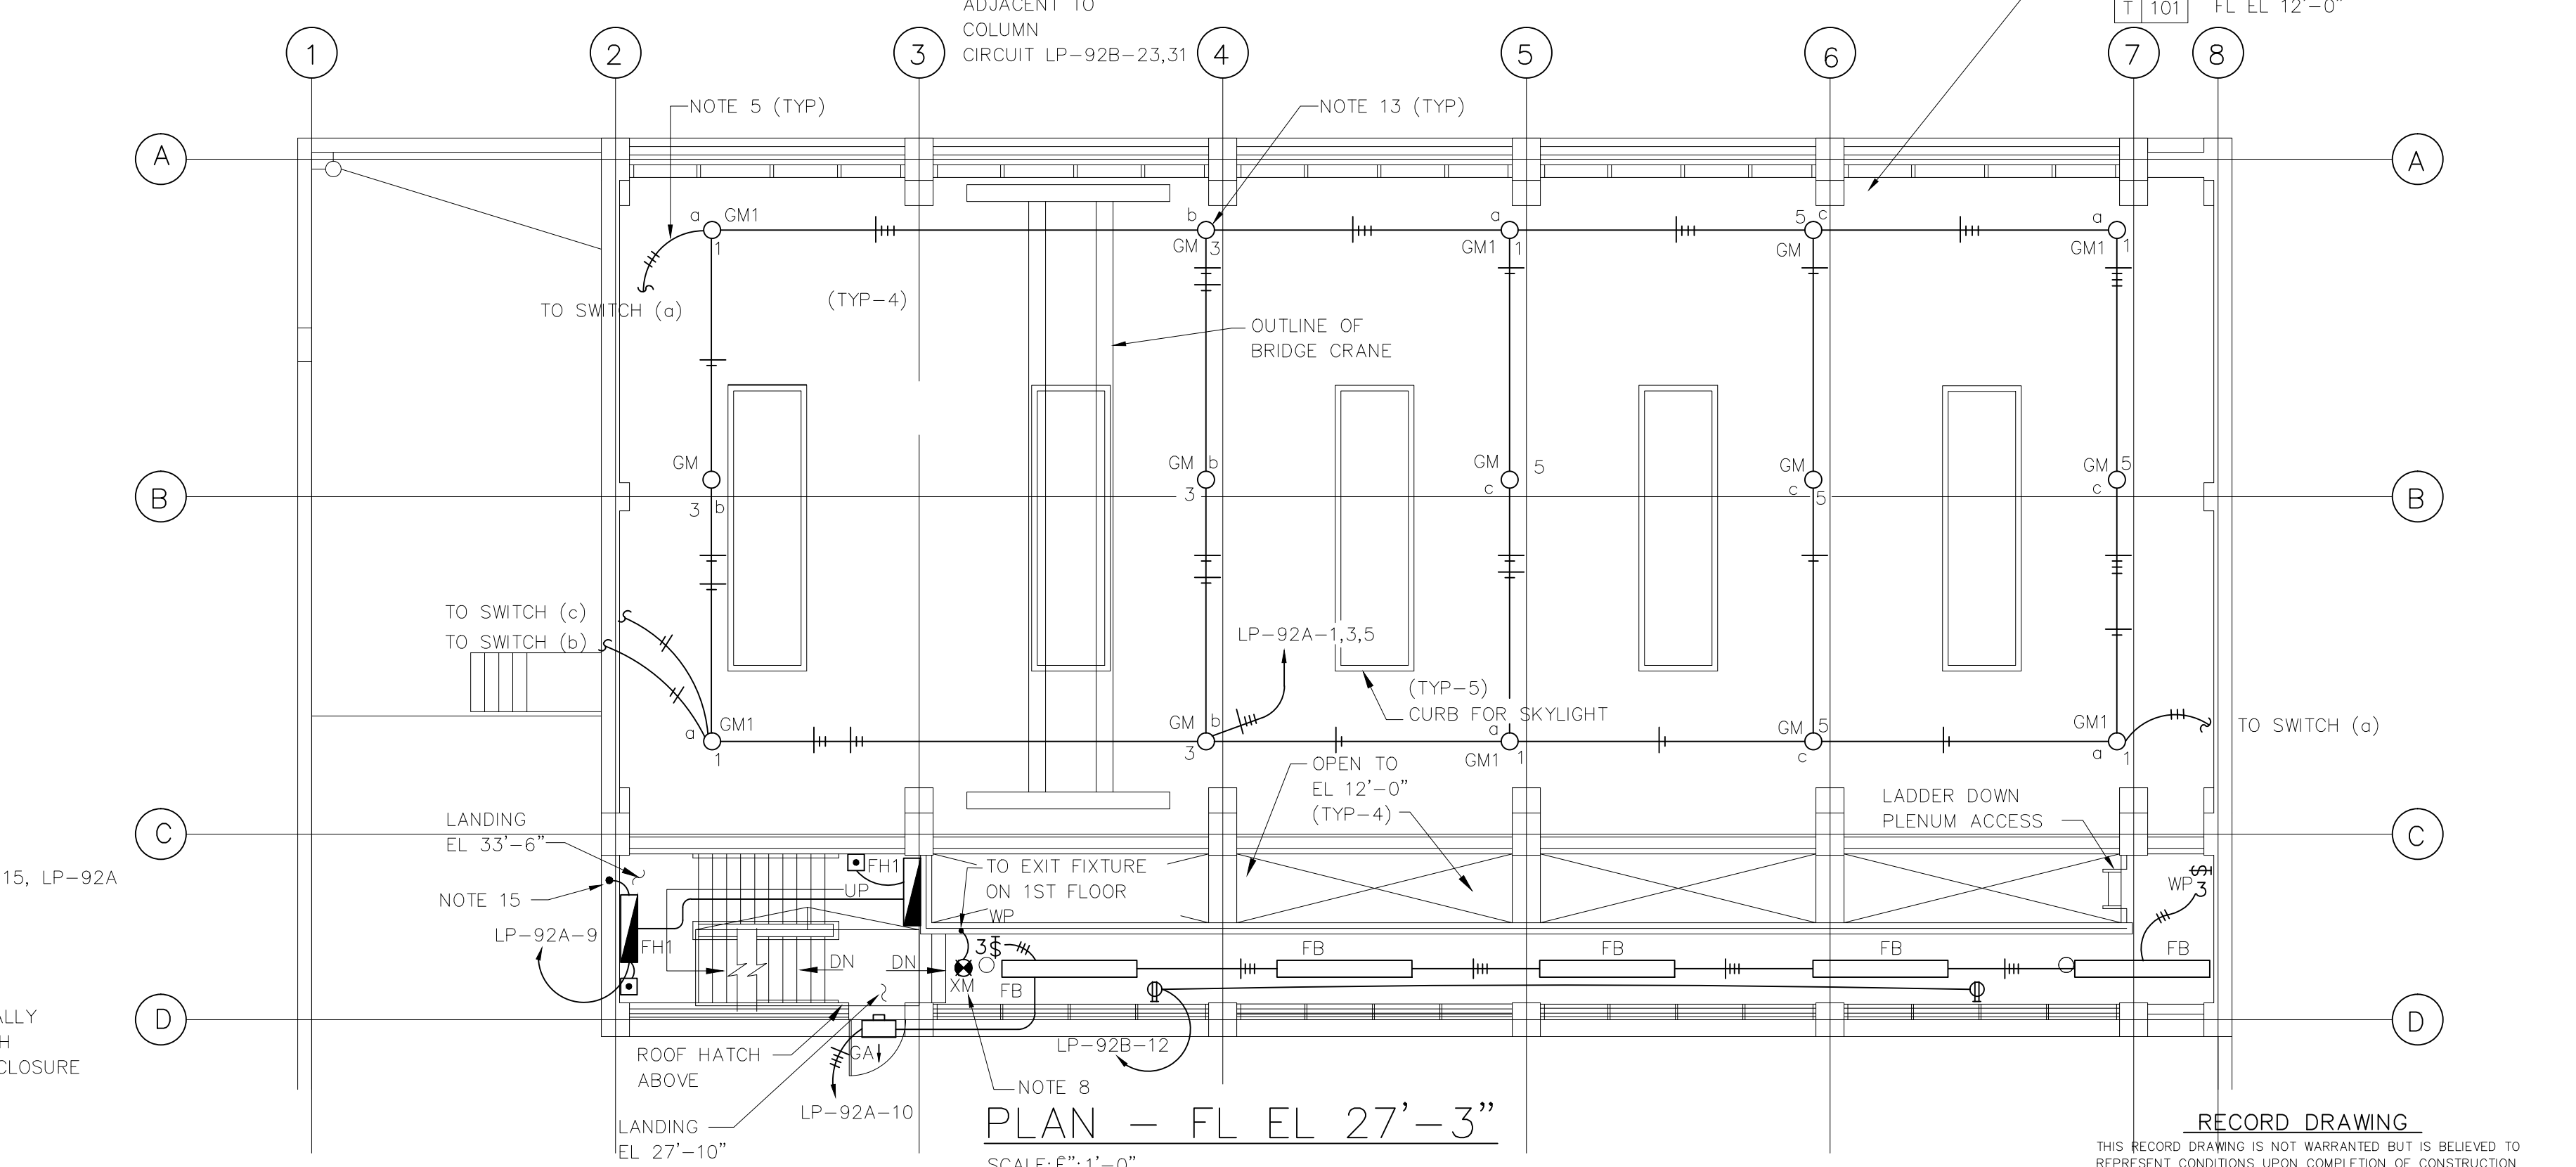 ADJACENT TO
COLUMN
CIRCUIT LP-92B-23,31
T 101
FL EL 12'-0"
1
2
3
4
5
6
7
8
NOTE 5 (TYP)
NOTE 13 (TYP)
A
A
a
GM1
1
b
GM
3
a
GM1
1
5
c
GM
a
GM1
1
TO SWITCH (a)
(TYP-4)
OUTLINE OF
BRIDGE CRANE
GM
3
b
GM
b
3
GM
5
c
GM
c
5
GM
5
c
B
B
TO SWITCH (c)
TO SWITCH (b)
LP-92A-1,3,5
(TYP-5)
CURB FOR SKYLIGHT
a
GM1
1
GM
b
3
a
GM1
1
GM
5
c
GM1
a
1
TO SWITCH (a)
OPEN TO
EL 12'-0"
(TYP-4)
LADDER DOWN
PLENUM ACCESS
C
C
LANDING
EL 33'-6"
15, LP-92A
NOTE 15
LP-92A-9
FH1
FH1
UP
TO EXIT FIXTURE
ON 1ST FLOOR
WP
3$
WP
$
3
DN
DN
XM
FB
FB
FB
FB
FB
D
D
ALLY
H
CLOSURE
ROOF HATCH
ABOVE
GA
LP-92B-12
NOTE 8
LP-92A-10
LANDING
EL 27'-10"
PLAN - FL EL 27'-3"
RECORD DRAWING
THIS RECORD DRAWING IS NOT WARRANTED BUT IS BELIEVED TO
REPRESENT CONDITIONS UPON COMPLETION OF CONSTRUCTION